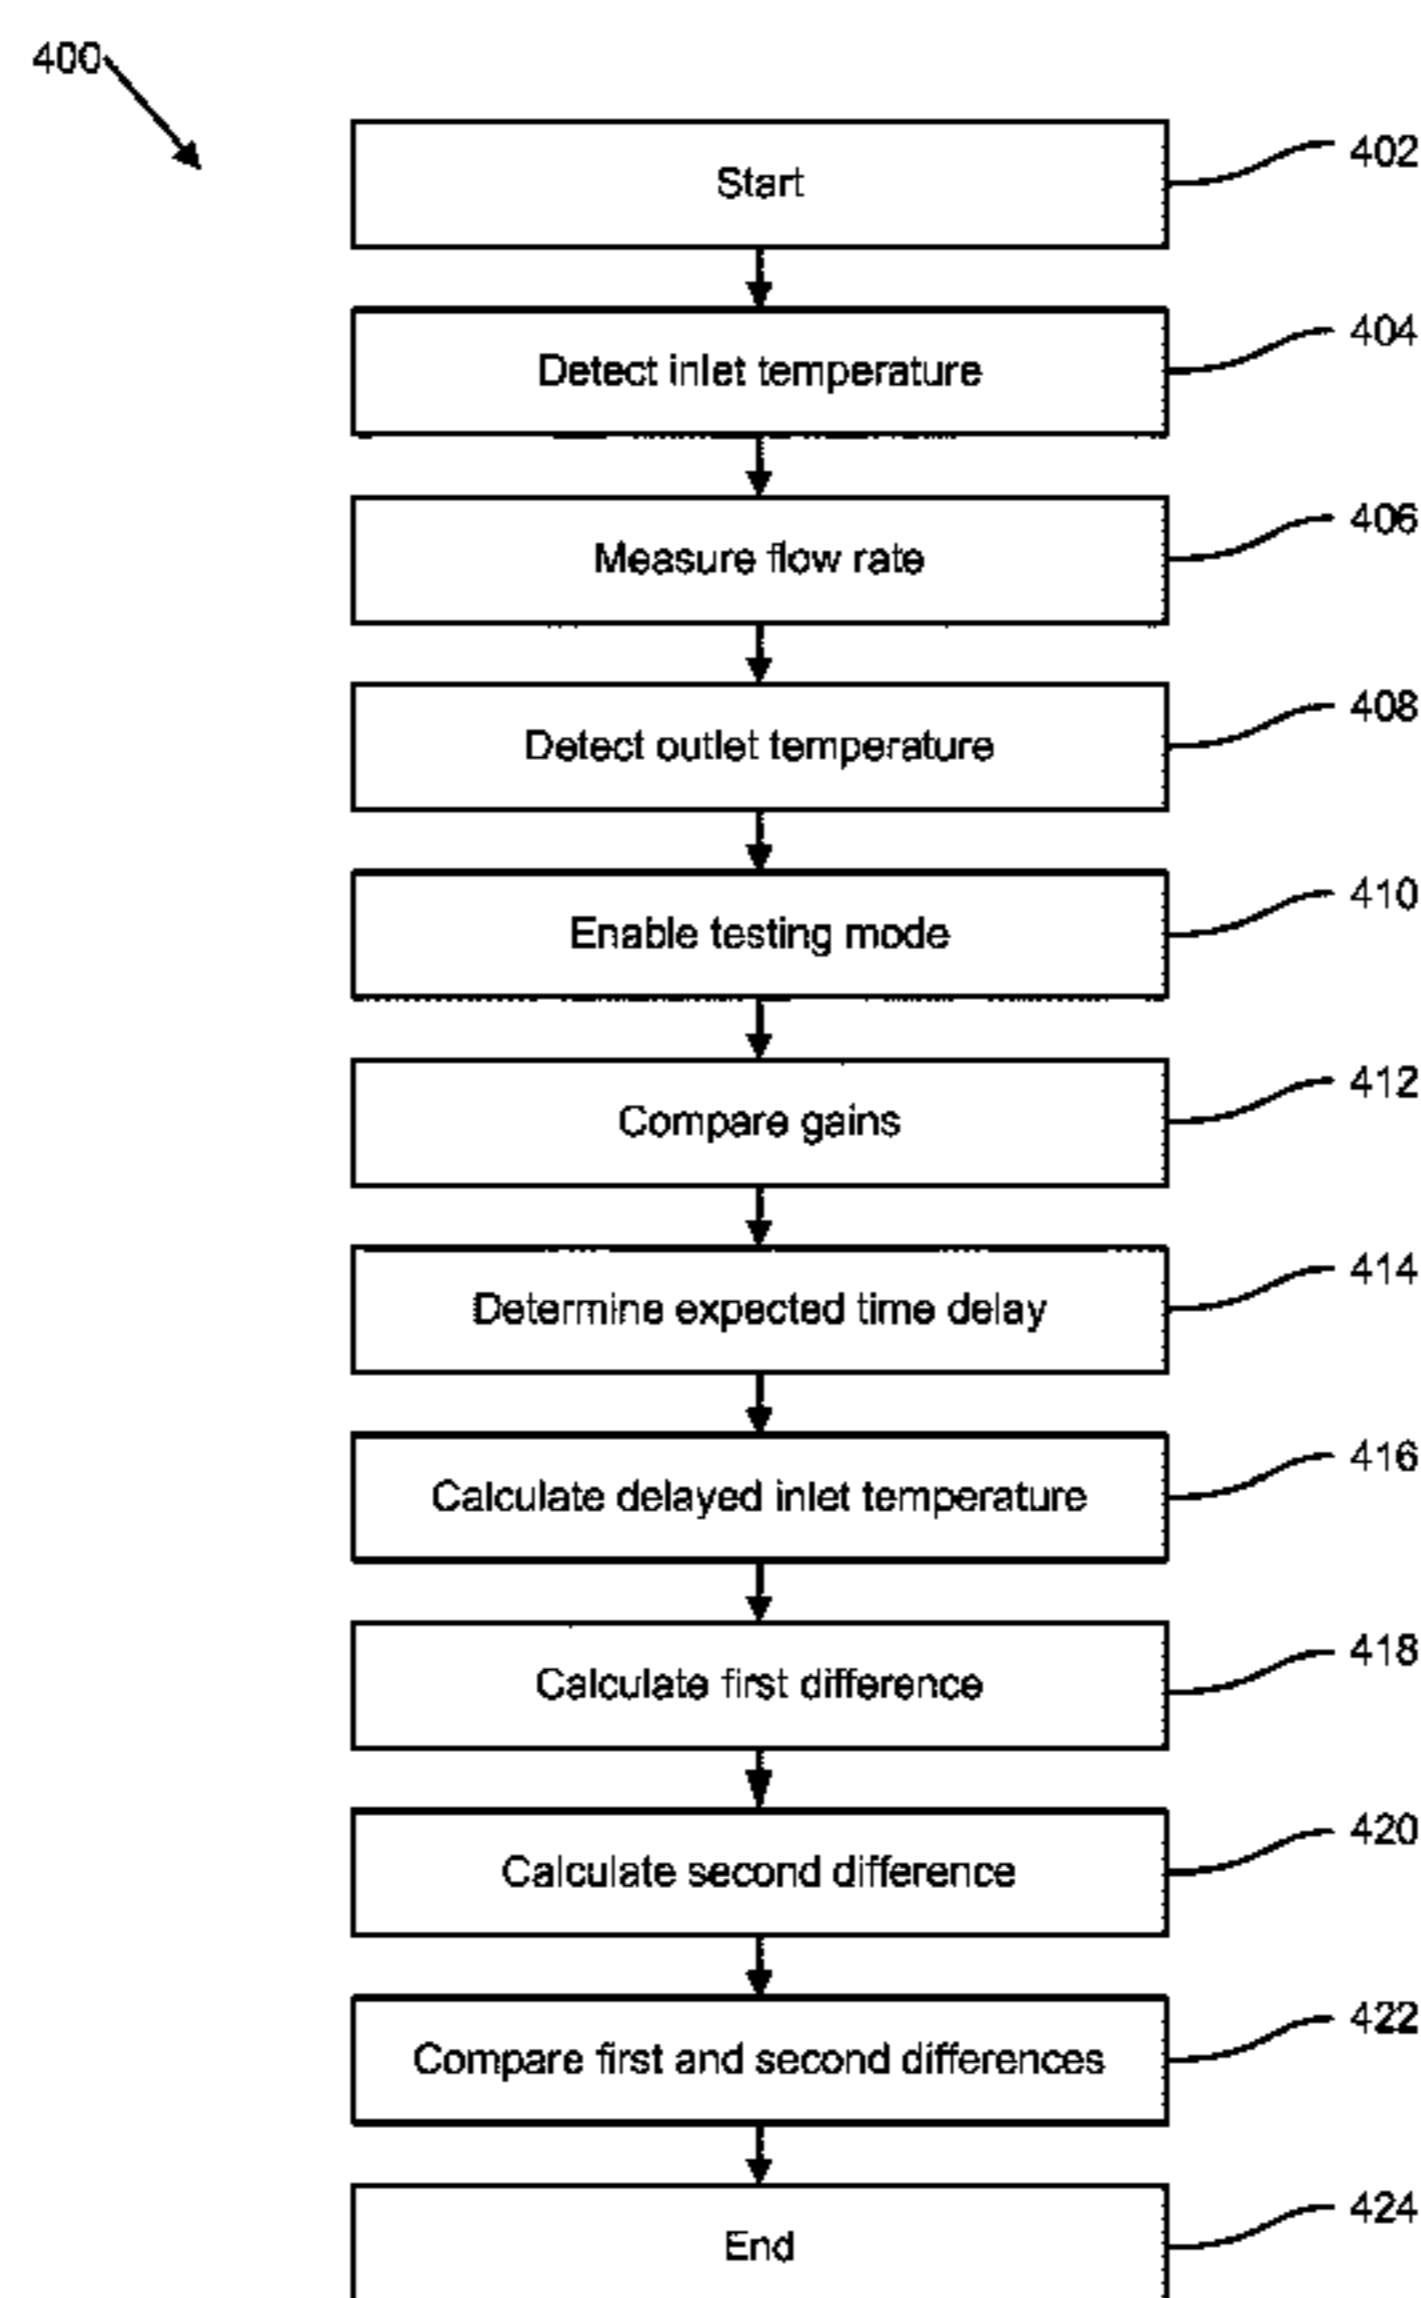 400
Start
402
Detect inlet temperature
404
Measure flow rate
406
Detect outlet temperature
408
Enable testing mode
410
Compare gains
412
Determine expected time delay
414
Calculate delayed inlet temperature
416
Calculate first difference
418
Calculate second difference
420
Compare first and second differences
422
End
424